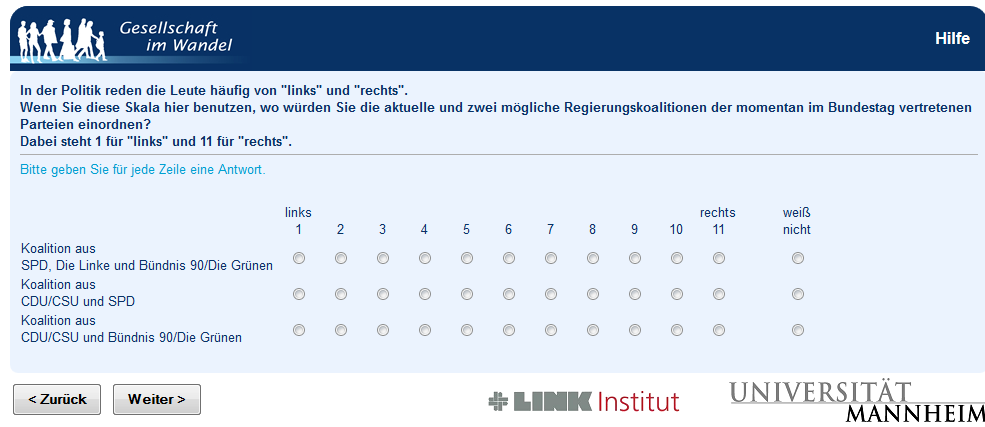 Gesellschaft
im Wandel
Hilfe
In der Politik reden die Leute häufig von "links" und "rechts".
Wenn Sie diese Skala hier benutzen, wo würden Sie die aktuelle und zwei mögliche Regierungskoalitionen der momentan im Bundestag vertretenen
Parteien einordnen?
Dabei steht 1 für "links" und 11 für "rechts".
Bitte geben Sie für jede Zeile eine Antwort.
links rechts weiß
1 2 3 4 5 6 7 8 9 10 11 nicht
Koalition aus
SPD, Die Linke und Bündnis 90/Die Grünen
Koalition aus
CDU/CSU und SPD
Koalition aus
CDU/CSU und Bündnis 90/Die Grünen
< Zurück Weiter >
LINK Institut
UNIVERSITÄT
MANNHEIM